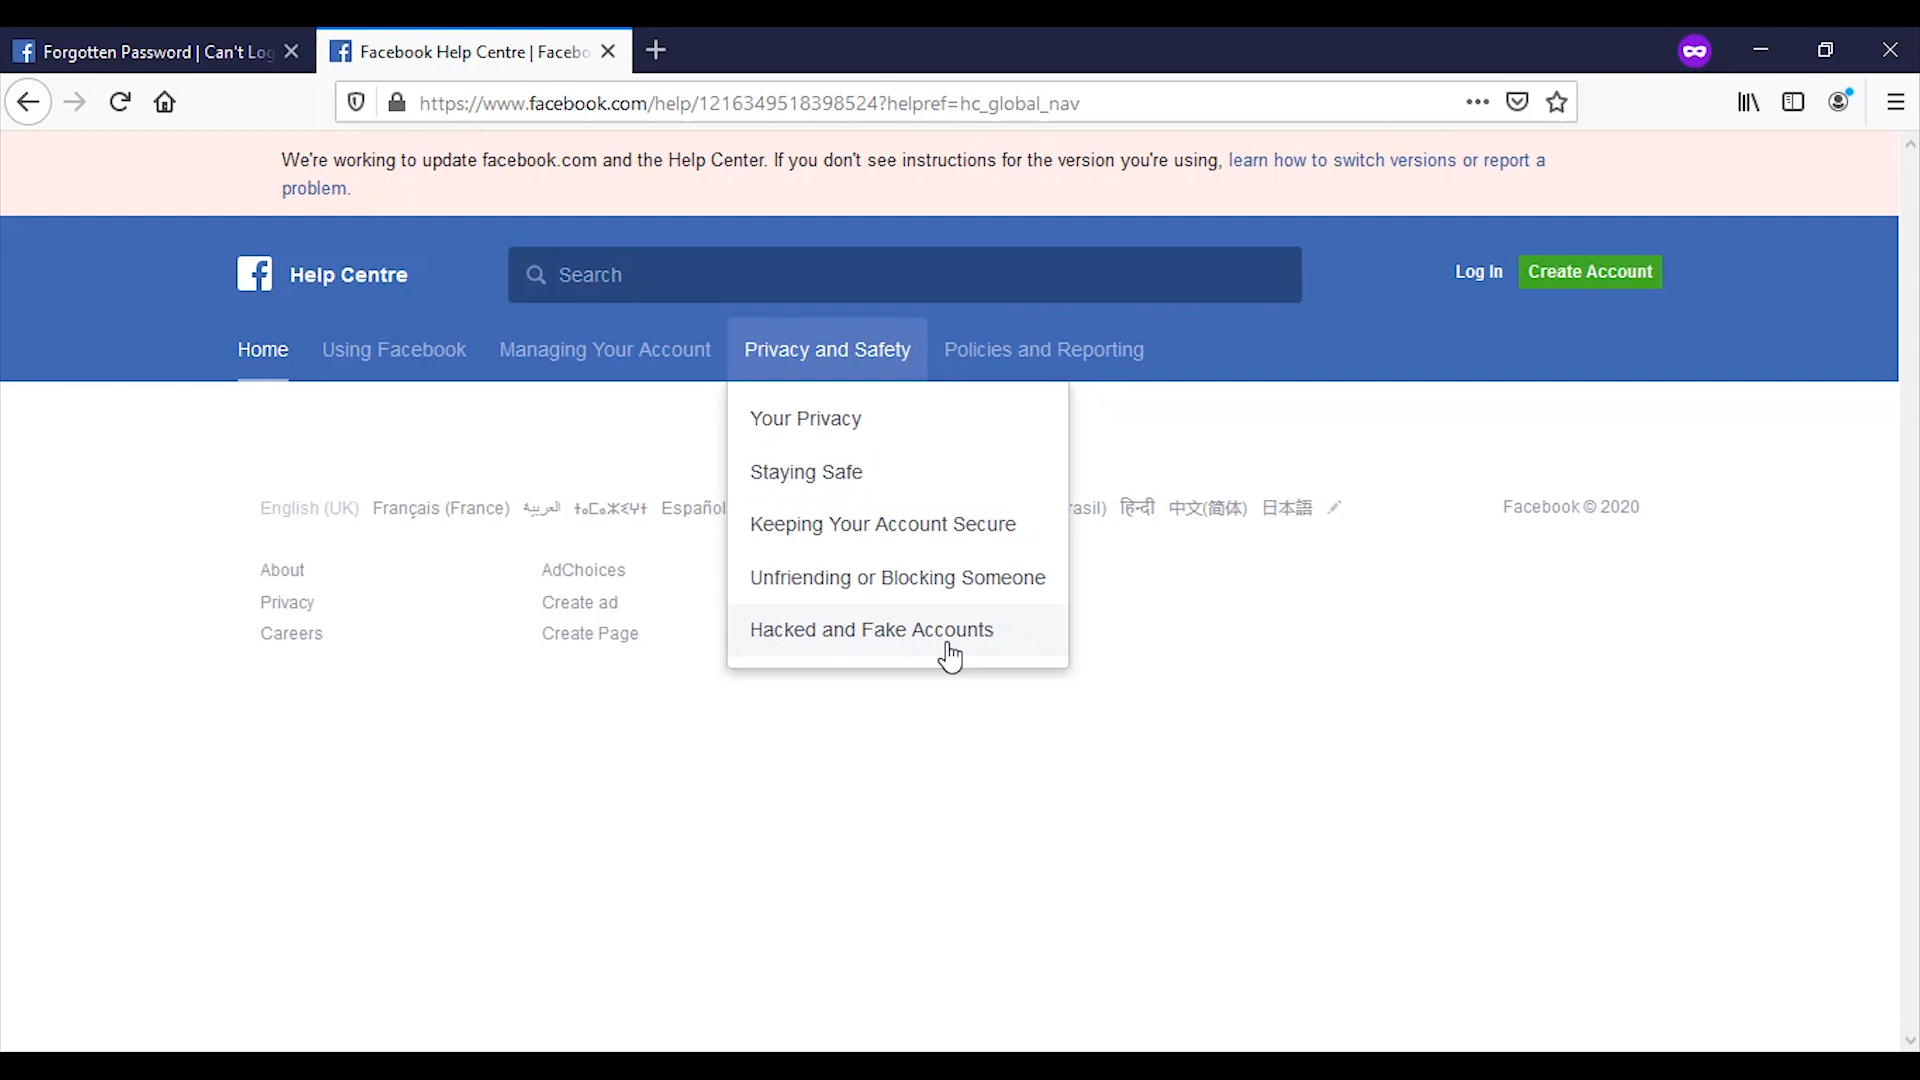 Forgotten Password | Can't Log
Facebook Help Centre | Facebo
https://www.facebook.com/help/1216349518398524?helpref=hc_global_nav
We're working to update facebook.com and the Help Center. If you don't see instructions for the version you're using, learn how to switch versions or report a
problem.
Help Centre
Search
Log In
Create Account
Home
Using Facebook
Managing Your Account
Privacy and Safety
Policies and Reporting
Your Privacy
Staying Safe
Keeping Your Account Secure
Unfriending or Blocking Someone
Hacked and Fake Accounts
English (UK) Français (France) العربية ⵜⴰⵎⴰⵣⵉⵖⵜ Español rasil) हिन्दी 中文(简体) 日本語
Facebook © 2020
About
AdChoices
Privacy
Create ad
Careers
Create Page